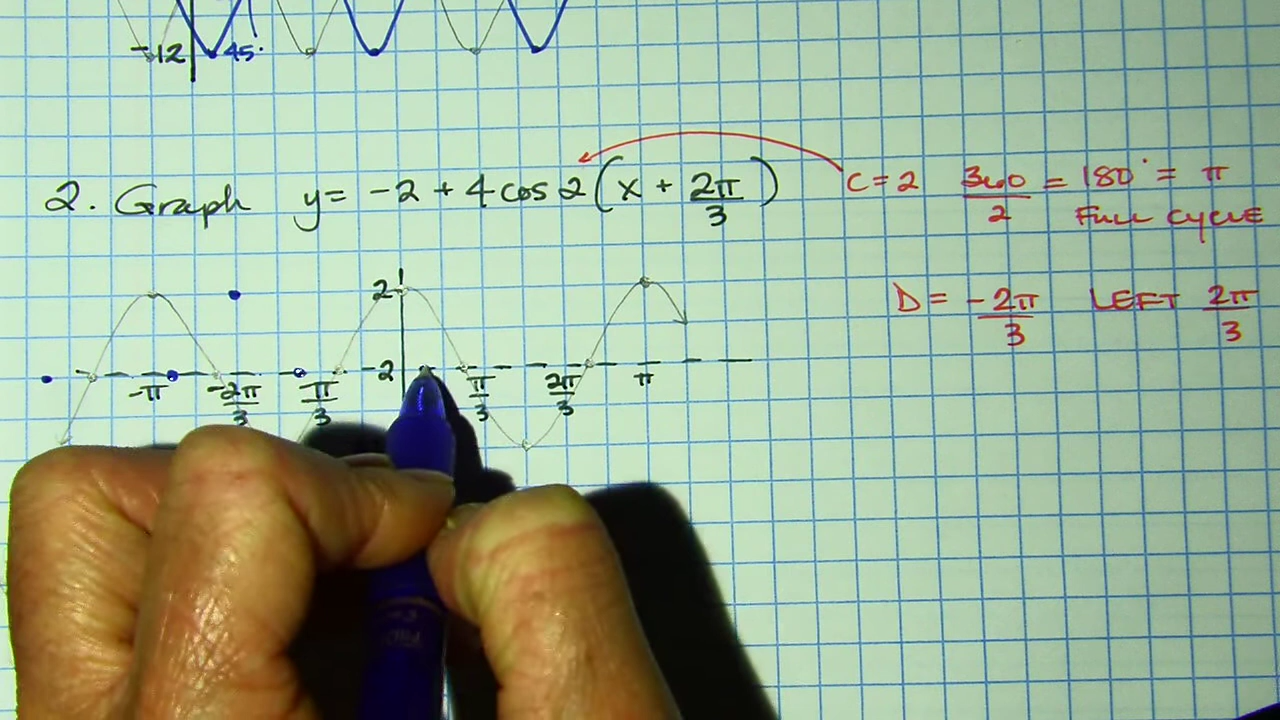 -12 45°
2. Graph y = -2 + 4 cos 2(x + 2π/3)
C = 2 360/2 = 180° = π
FULL CYCLE
D = -2π/3 LEFT 2π/3
2
-2
-π -2π/3 -π/3 π/3 2π/3 π